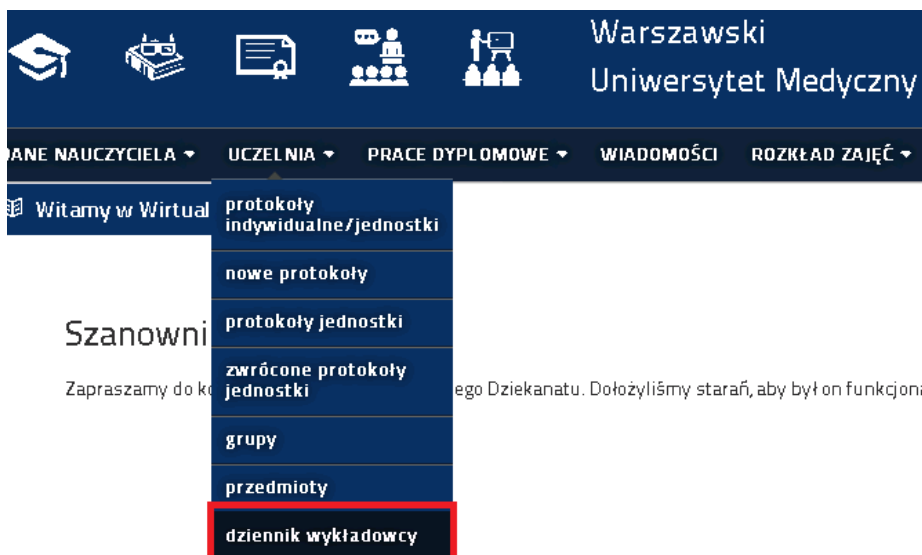 Warszawski
Uniwersytet Medyczny
DANE NAUCZYCIELA
UCZELNIA
PRACE DYPLOMOWE
WIADOMOŚCI
ROZKŁAD ZAJĘĆ
Witamy w Wirtual
protokoły
indywidualne/jednostki
nowe protokoły
protokoły jednostki
zwrócone protokoły
jednostki
grupy
przedmioty
dziennik wykładowcy
Szanowni
Zapraszamy do ko ego Dziekanatu. Dołożyliśmy starań, aby był on funkcjona